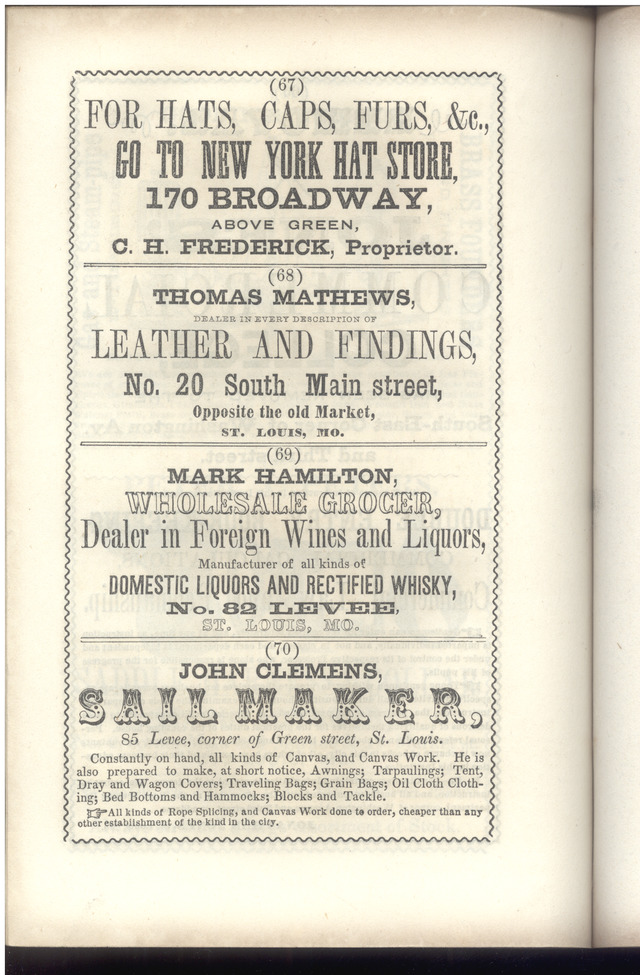 (67)
FOR HATS, CAPS, FURS, &c.,
GO TO NEW YORK HAT STORE,
170 BROADWAY,
ABOVE GREEN,
C. H. FREDERICK, Proprietor.
(68)
THOMAS MATHEWS,
DEALER IN EVERY DESCRIPTION OF
LEATHER AND FINDINGS,
No. 20 South Main street,
Opposite the old Market,
ST. LOUIS, MO.
(69)
MARK HAMILTON,
WHOLESALE GROCER,
Dealer in Foreign Wines and Liquors,
Manufacturer of all kinds of
DOMESTIC LIQUORS AND RECTIFIED WHISKY,
No. 82 LEVEE,
ST. LOUIS, MO.
(70)
JOHN CLEMENS,
SAIL MAKER,
85 Levee, corner of Green street, St. Louis.
Constantly on hand, all kinds of Canvas, and Canvas Work. He is
also prepared to make, at short notice, Awnings; Tarpaulings; Tent,
Dray and Wagon Covers; Traveling Bags; Grain Bags; Oil Cloth Cloth-
ing; Bed Bottoms and Hammocks; Blocks and Tackle.
☞All kinds of Rope Splicing, and Canvas Work done to order, cheaper than any
other establishment of the kind in the city.